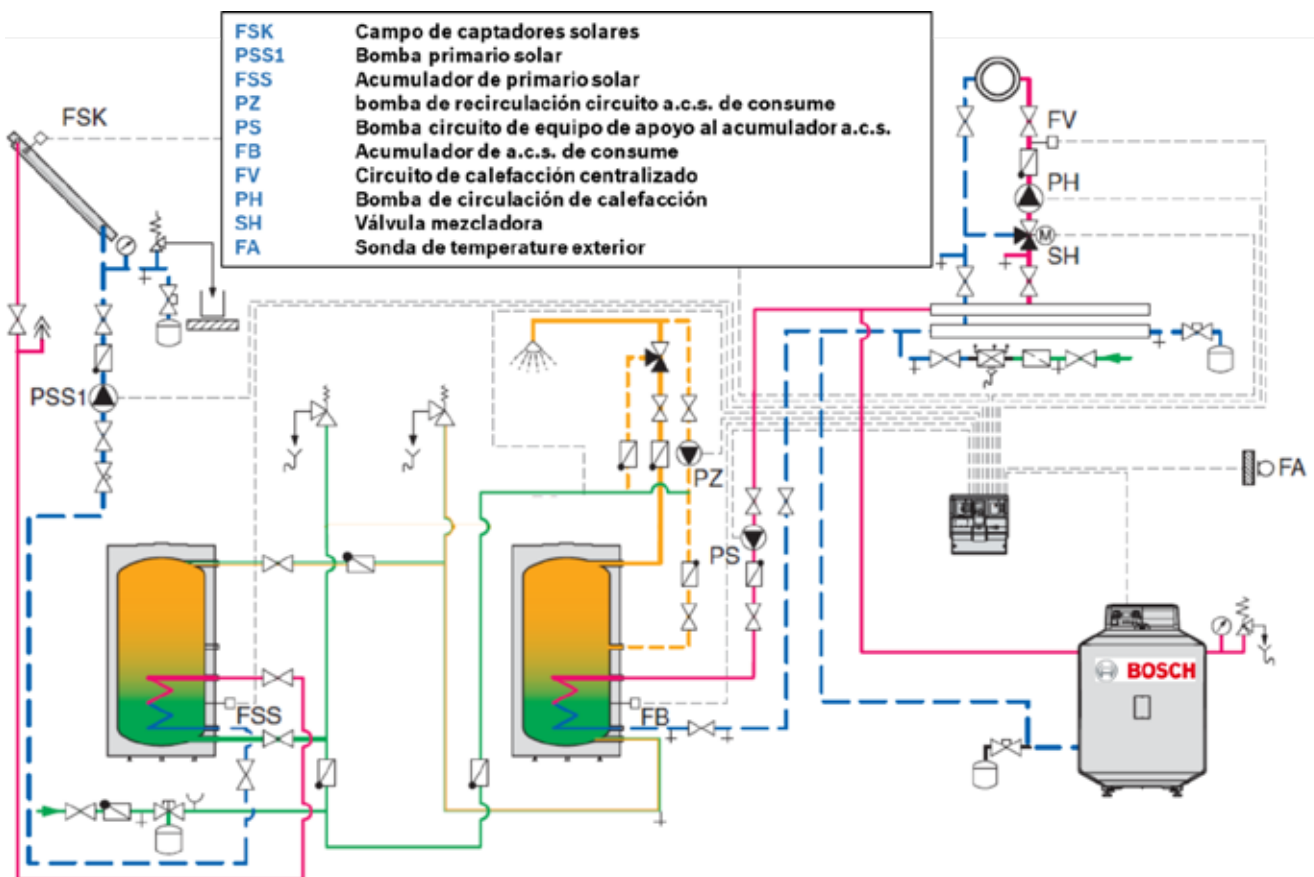 FSK Campo de captadores solares
PSS1 Bomba primario solar
FSS Acumulador de primario solar
PZ bomba de recirculación circuito a.c.s. de consume
PS Bomba circuito de equipo de apoyo al acumulador a.c.s.
FB Acumulador de a.c.s. de consume
FV Circuito de calefacción centralizado
PH Bomba de circulación de calefacción
SH Válvula mezcladora
FA Sonda de temperature exterior
FSK
FV
PH
M
SH
PSS1
PZ
FA
PS
BOSCH
FSS
FB